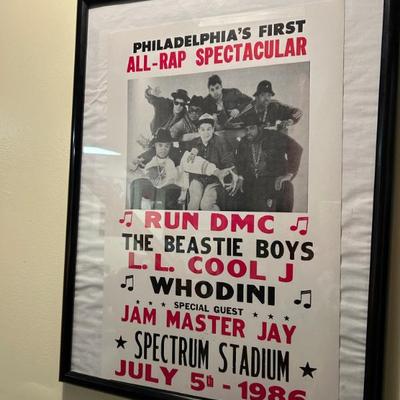 PHILADELPHIA'S FIRST
ALL-RAP SPECTACULAR
RUN DMC
THE BEASTIE BOYS
L.L. COOL J
WHODINI
SPECIAL GUEST
JAM MASTER JAY
★ SPECTRUM STADIUM ★
JULY 5th - 1986